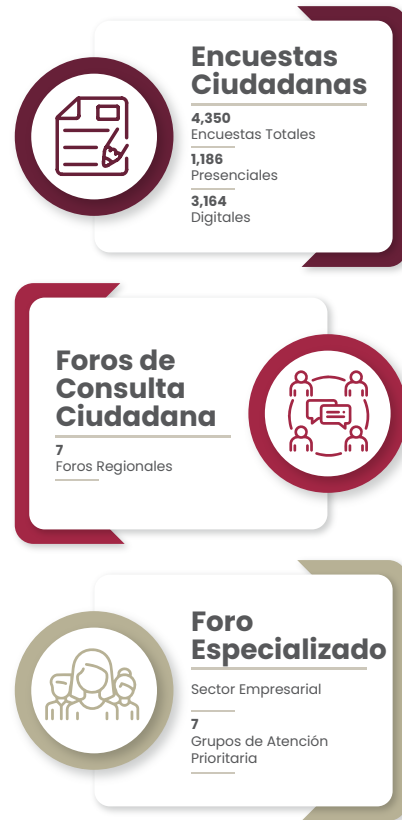 Encuestas
Ciudadanas
4,350
Encuestas Totales
1,186
Presenciales
3,164
Digitales
Foros de
Consulta
Ciudadana
7
Foros Regionales
Foro
Especializado
Sector Empresarial
7
Grupos de Atención
Prioritaria